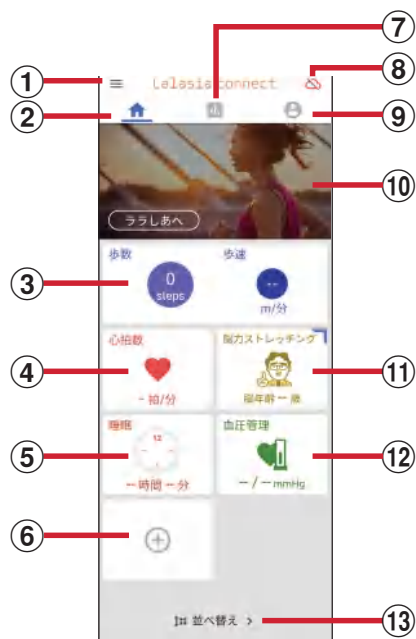 ⑦
① Lalasia connect ⑧
② ⑨
⑩
ららしあへ
歩数 歩速
③ 0 --
steps
m/分
心拍数 脳力ストレッチング
④ ⑪
- 拍/分 脳年齢 -- 歳
睡眠 血圧管理
12
⑤ ⑫
-- 時間 -- 分 -- / -- mmHg
⑥
並べ替え > ⑬